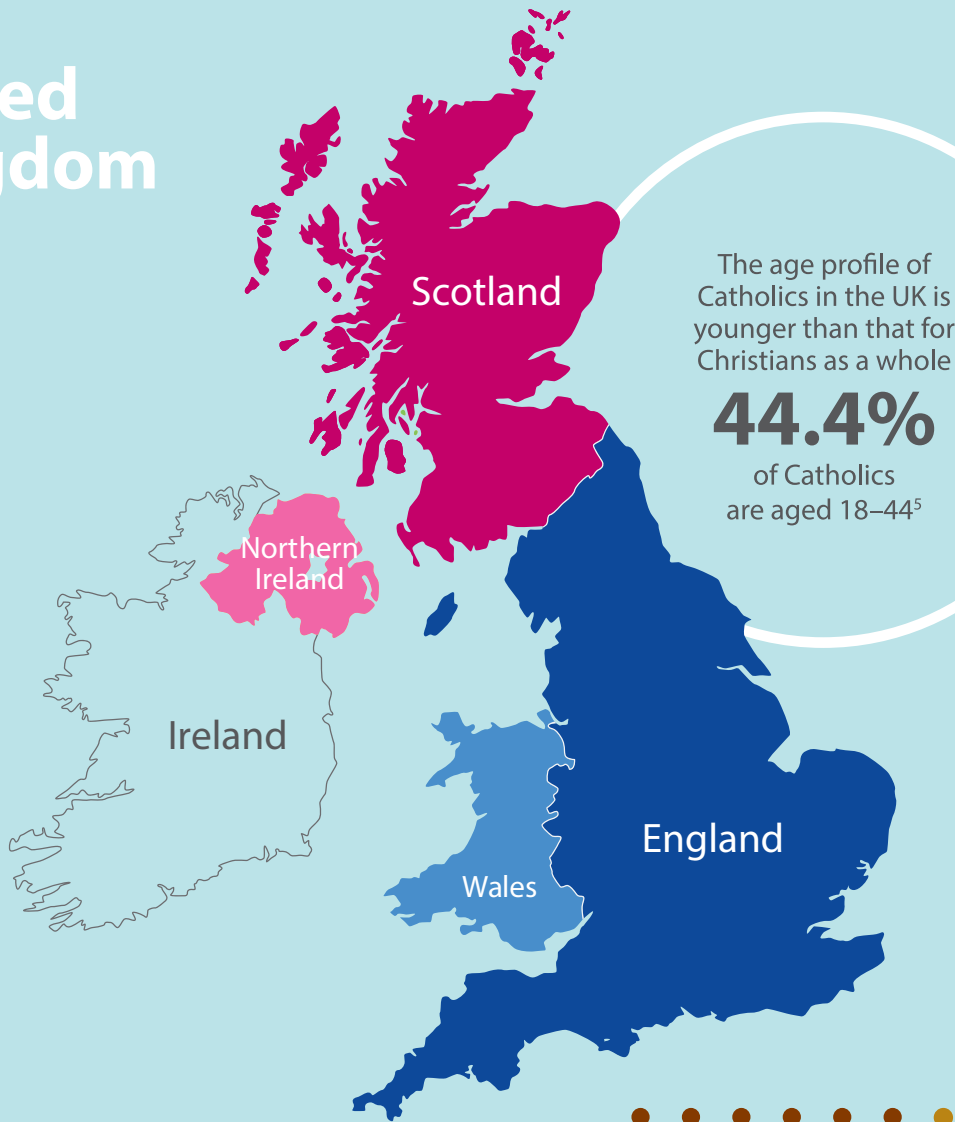 ed
gdom
Scotland
The age profile of
Catholics in the UK is
younger than that for
Christians as a whole
44.4%
of Catholics
are aged 18–44⁵
Northern
Ireland
Ireland
England
Wales